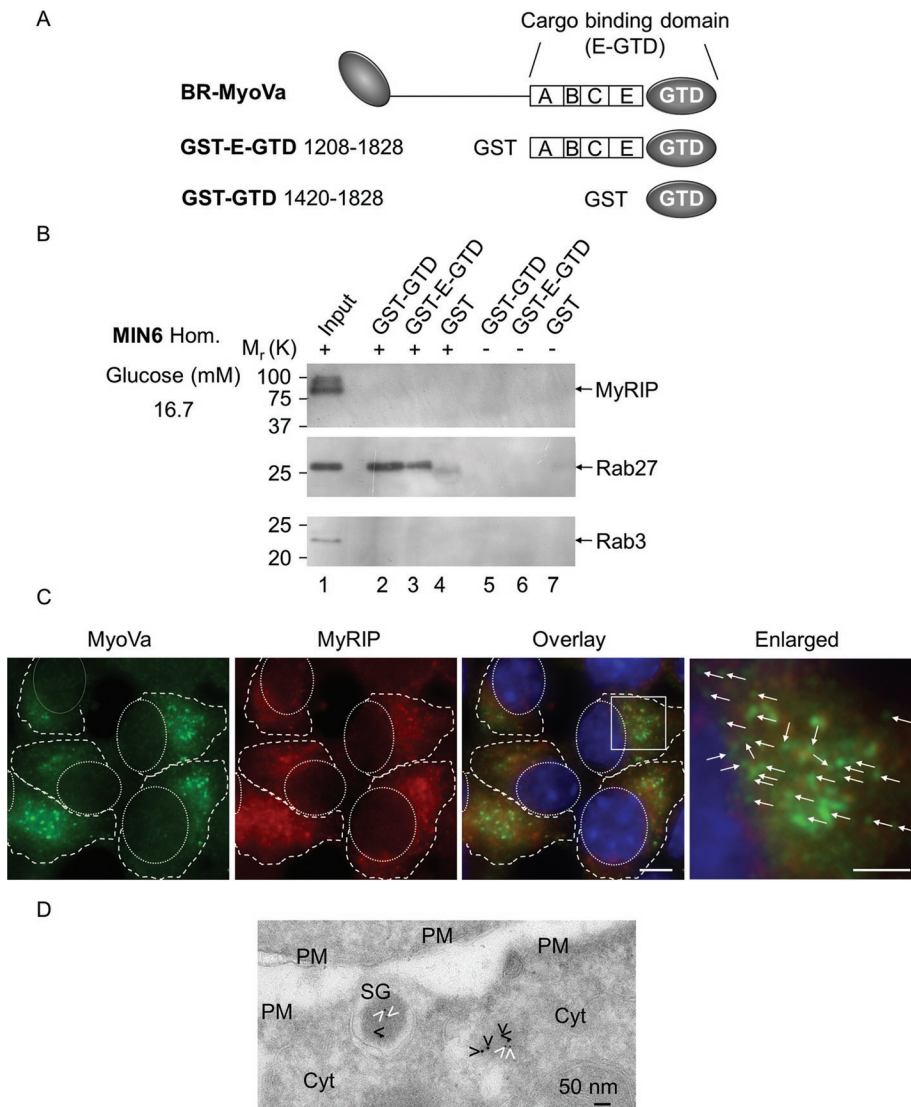 A
Cargo binding domain
(E-GTD)
BR-MyoVa
A B C E GTD
GST-E-GTD 1208-1828
GST A B C E GTD
GST-GTD 1420-1828
GST GTD
B
Input GST-GTD GST-E-GTD GST GST-GTD GST-E-GTD GST
MIN6 Hom.
Mr (K) + + + + - - -
Glucose (mM)
16.7
100
75
37
MyRIP
25
Rab27
25
20
Rab3
1 2 3 4 5 6 7
C
MyoVa MyRIP Overlay Enlarged
D
PM PM PM
PM SG
Cyt
Cyt
50 nm